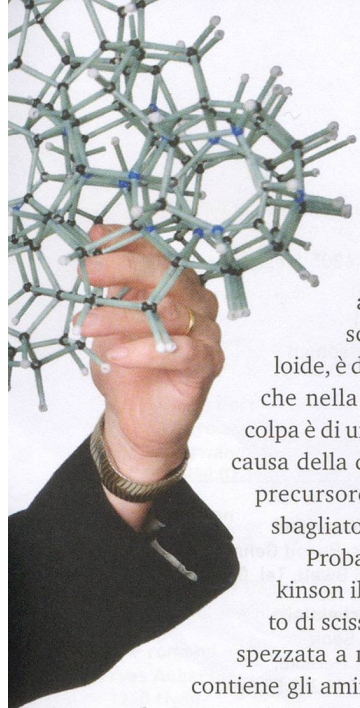 loide, è d
che nella
colpa è di u
causa della
precursore
sbagliato
Proba
kinson il
to di sciss
spezzata a
contiene gli ami